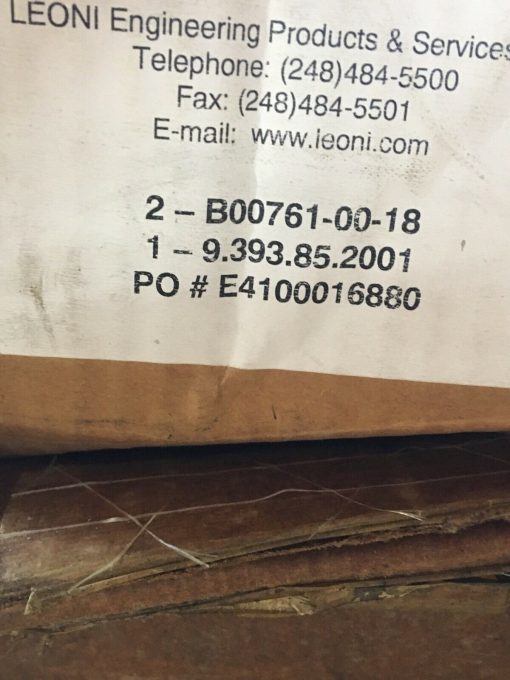 LEONI Engineering Products & Services
Telephone: (248)484-5500
Fax: (248)484-5501
E-mail: www.leoni.com
2 – B00761-00-18
1 – 9.393.85.2001
PO # E4100016880